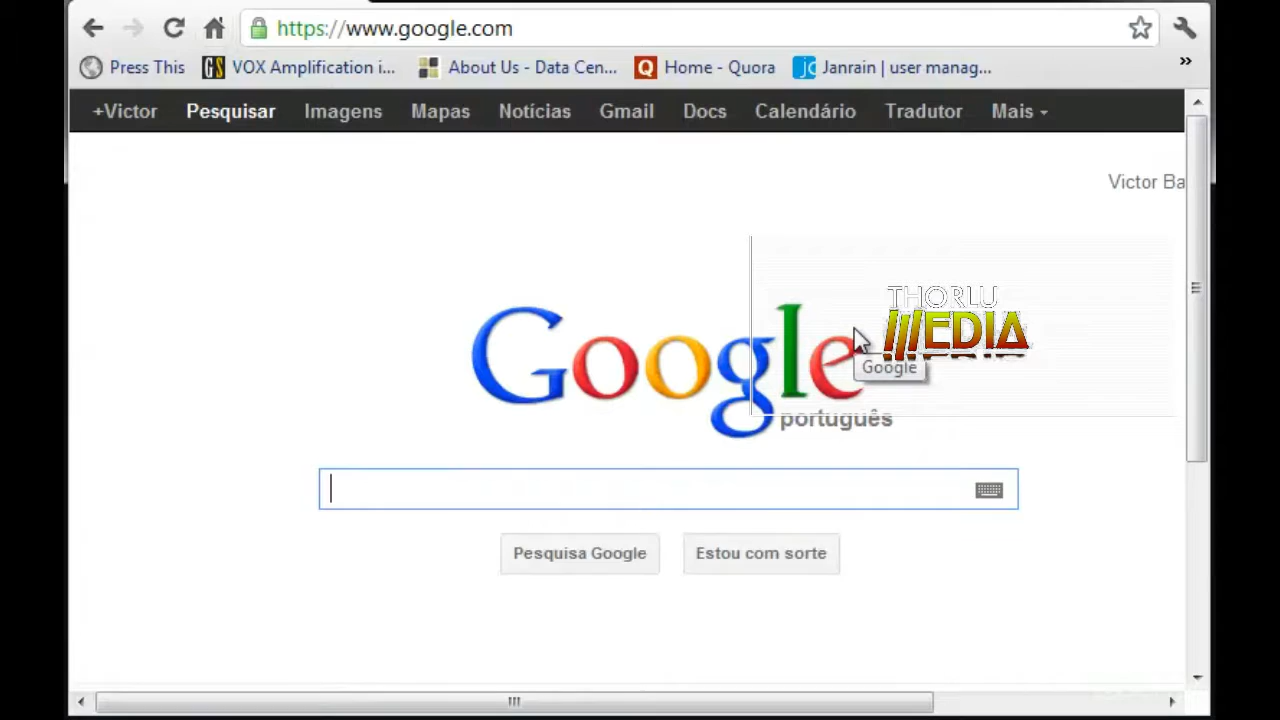 https://www.google.com
Press This VOX Amplification i... About Us - Data Cen... Q Home - Quora Janrain | user manag... »
+Victor Pesquisar Imagens Mapas Notícias Gmail Docs Calendário Tradutor Mais
Victor Ba
THORLU
MEDIA
Google
Google
português
Pesquisa Google Estou com sorte